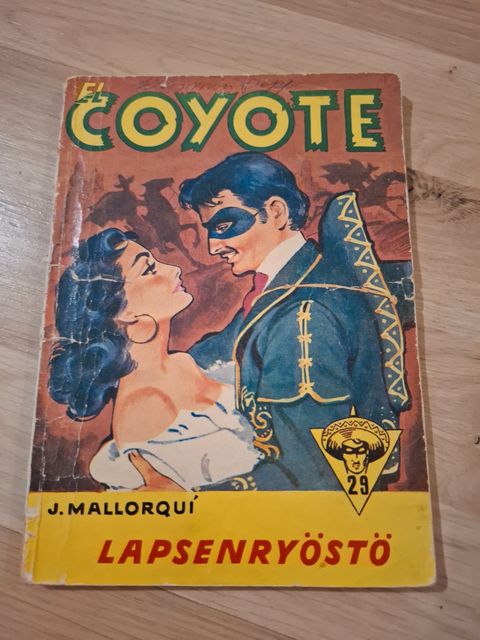 EL
COYOTE
29
J. MALLORQUÍ
LAPSENRYÖSTÖ